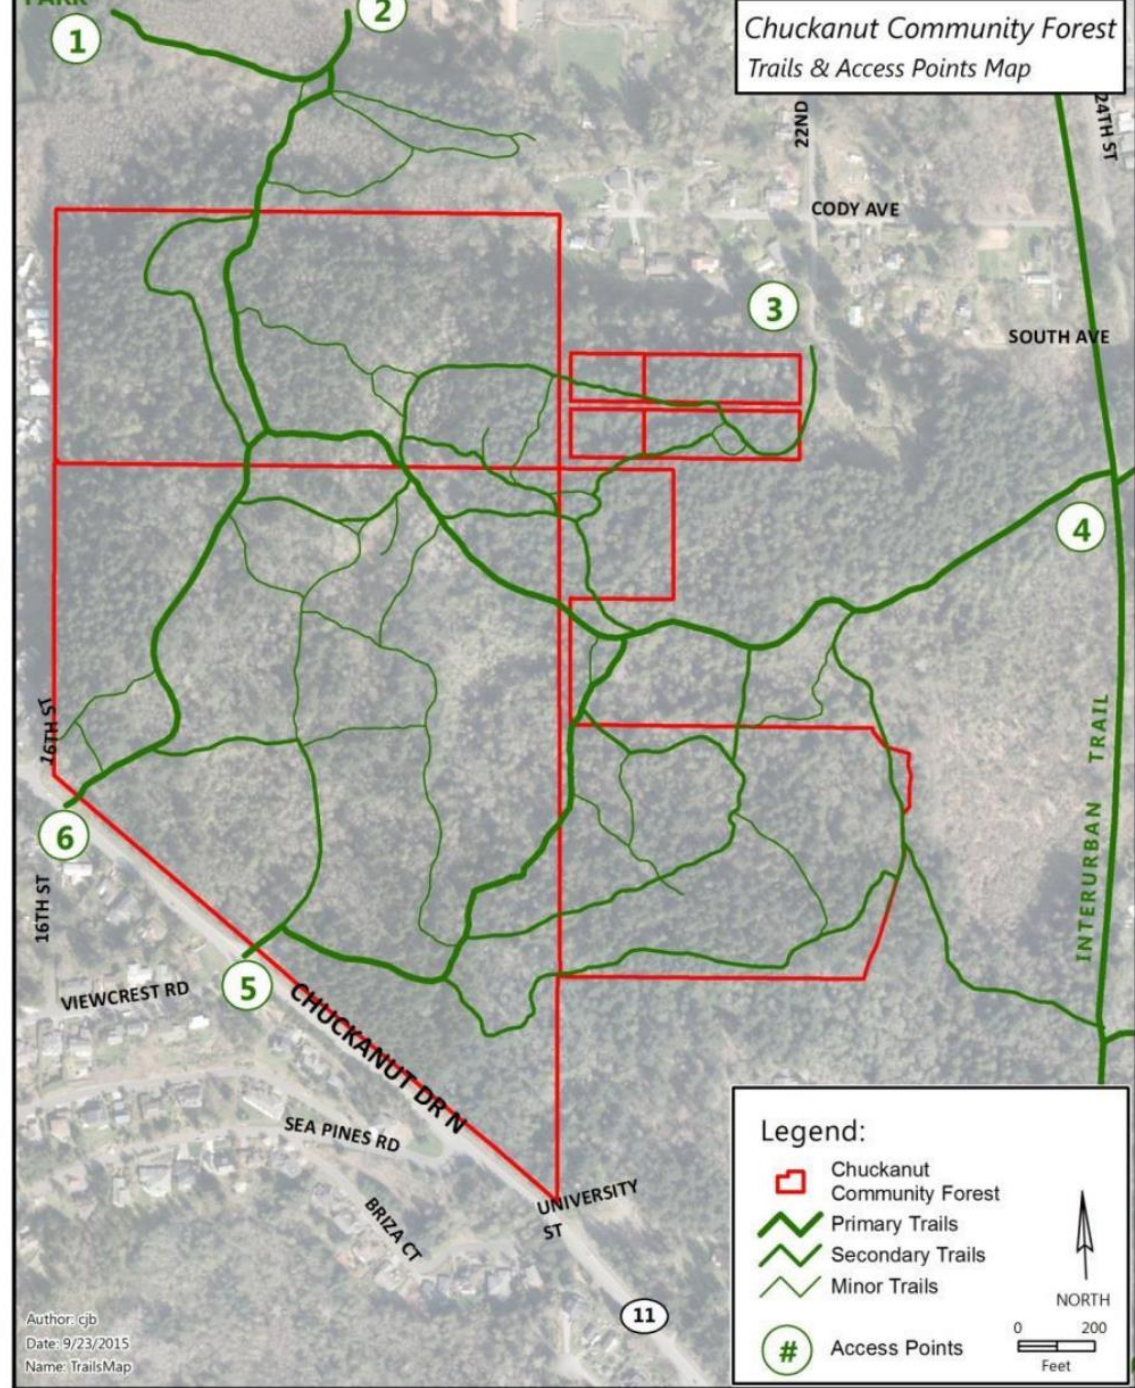 PARK
1
2
Chuckanut Community Forest
Trails & Access Points Map
22ND
24TH ST
CODY AVE
3
SOUTH AVE
4
16TH ST
INTERURBAN TRAIL
6
16TH ST
5
VIEWCREST RD
CHUCKANUT DR N
SEA PINES RD
UNIVERSITY
ST
BRIZA CT
11
Legend:
Chuckanut
Community Forest
Primary Trails
Secondary Trails
Minor Trails
# Access Points
NORTH
0 200
Feet
Author: cjb
Date: 9/23/2015
Name: TrailsMap